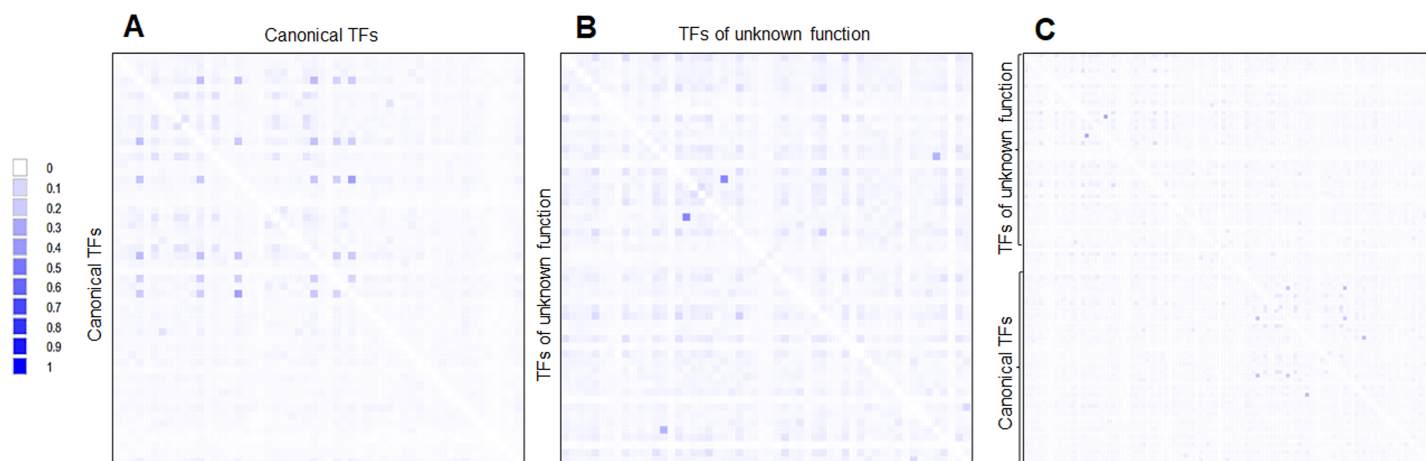 A
Canonical TFs
B
TFs of unknown function
C
0
0.1
0.2
0.3
0.4
0.5
0.6
0.7
0.8
0.9
1
Canonical TFs
TFs of unknown function
TFs of unknown function
Canonical TFs